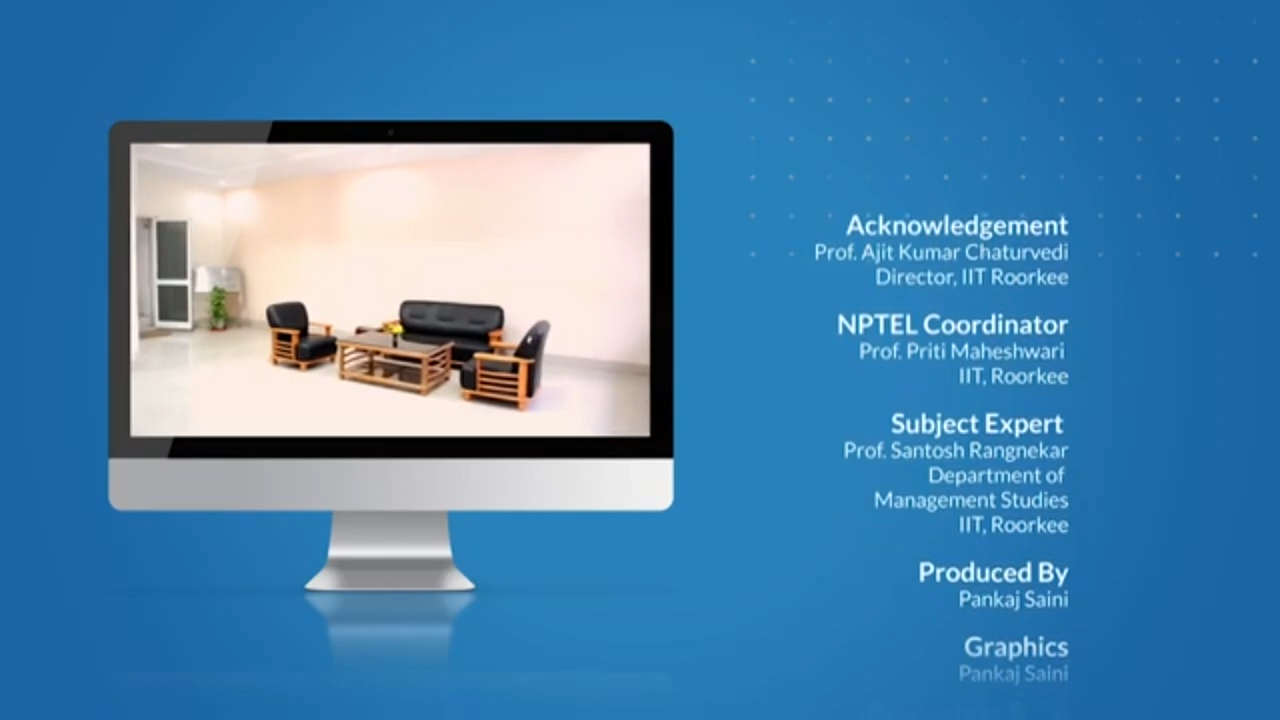 Acknowledgement
Prof. Ajit Kumar Chaturvedi
Director, IIT Roorkee
NPTEL Coordinator
Prof. Priti Maheshwari
IIT, Roorkee
Subject Expert
Prof. Santosh Rangnekar
Department of
Management Studies
IIT, Roorkee
Produced By
Pankaj Saini
Graphics
Pankaj Saini